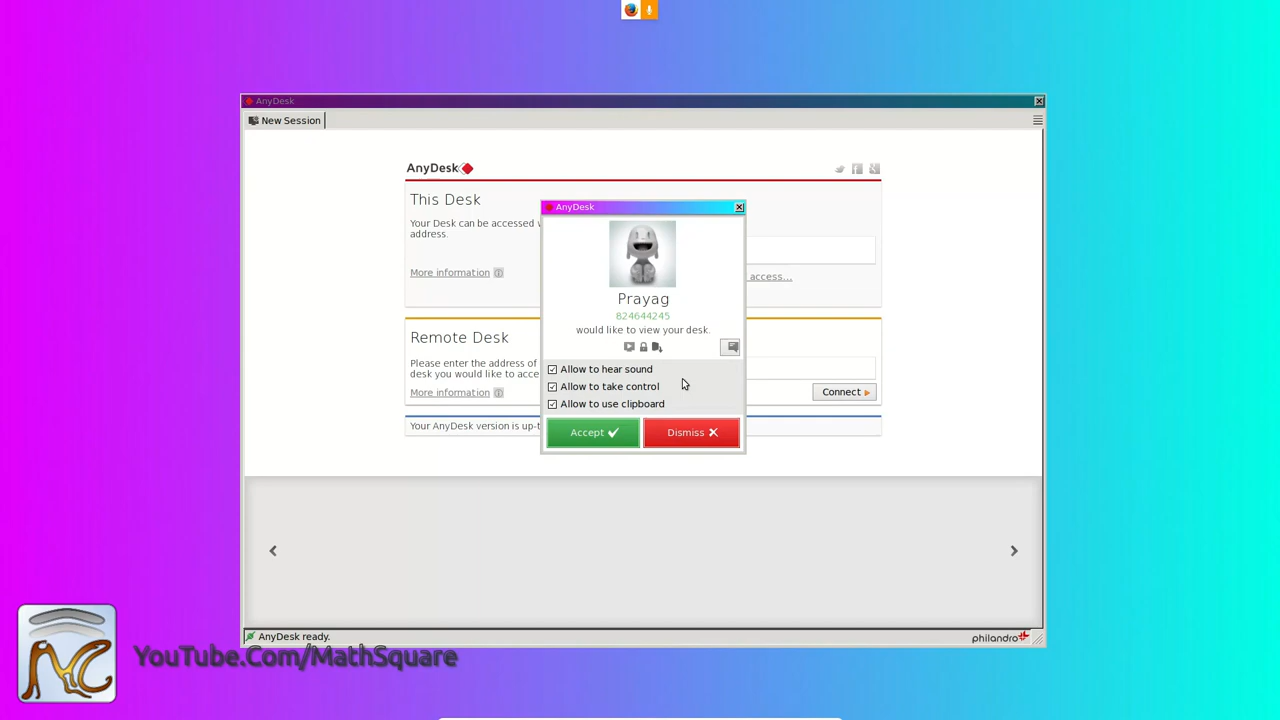 AnyDesk
New Session
AnyDesk
This Desk
Your Desk can be accessed
address.
More information
access...
Remote Desk
Please enter the address of
desk you would like to
More information
Connect
Your AnyDesk version is
AnyDesk
Prayag
824644245
would like to view your desk.
Allow to hear sound
Allow to take control
Allow to use clipboard
Accept
Dismiss
AnyDesk ready.
philandro
YouTube.Com/MathSquare